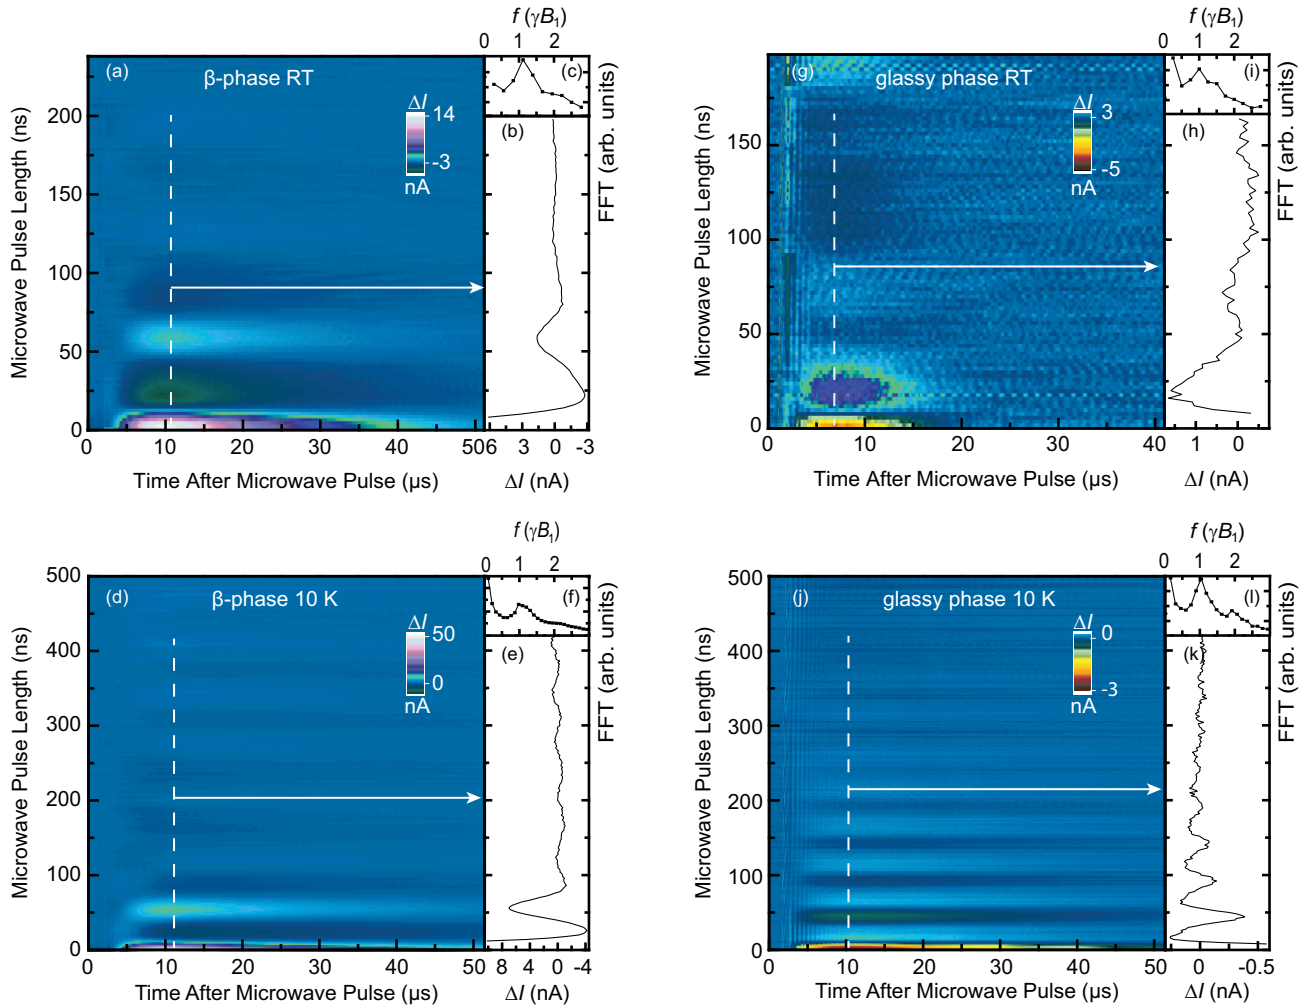 f (γB₁)
0 1 2
(a) β-phase RT
(c)
FFT (arb. units)
ΔI
14
-3
nA
(b)
Microwave Pulse Length (ns)
200
150
100
50
0
0 10 20 30 40 50
6 3 0 -3
Time After Microwave Pulse (µs)
ΔI (nA)
f (γB₁)
0 1 2
(g) glassy phase RT
(i)
FFT (arb. units)
ΔI
3
-5
nA
(h)
Microwave Pulse Length (ns)
150
100
50
0
0 10 20 30 40
1 0
Time After Microwave Pulse (µs)
ΔI (nA)
f (γB₁)
0 1 2
(d) β-phase 10 K
(f)
FFT (arb. units)
ΔI
50
0
nA
(e)
Microwave Pulse Length (ns)
500
400
300
200
100
0
0 10 20 30 40 50
8 4 0 -4
Time After Microwave Pulse (µs)
ΔI (nA)
f (γB₁)
0 1 2
(j) glassy phase 10 K
(l)
FFT (arb. units)
ΔI
0
-3
nA
(k)
Microwave Pulse Length (ns)
500
400
300
200
100
0
0 10 20 30 40 50
0 -0.5
Time After Microwave Pulse (µs)
ΔI (nA)